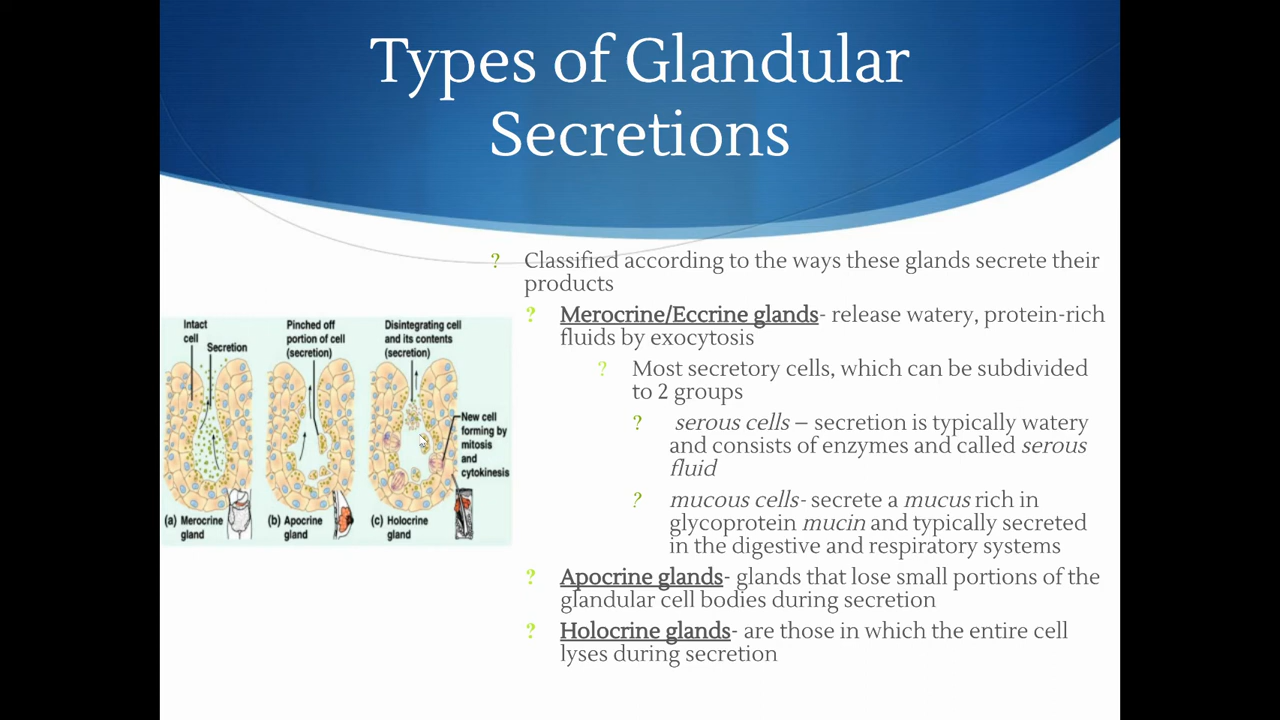 Types of Glandular
Secretions
? Classified according to the ways these glands secrete their
products
? Merocrine/Eccrine glands- release watery, protein-rich
fluids by exocytosis
? Most secretory cells, which can be subdivided
to 2 groups
? serous cells – secretion is typically watery
and consists of enzymes and called serous
fluid
? mucous cells- secrete a mucus rich in
glycoprotein mucin and typically secreted
in the digestive and respiratory systems
? Apocrine glands- glands that lose small portions of the
glandular cell bodies during secretion
? Holocrine glands- are those in which the entire cell
lyses during secretion
Intact
cell
Secretion
Pinched off
portion of cell
(secretion)
Disintegrating cell
and its contents
(secretion)
New cell
forming by
mitosis
and
cytokinesis
(a) Merocrine
gland
(b) Apocrine
gland
(c) Holocrine
gland